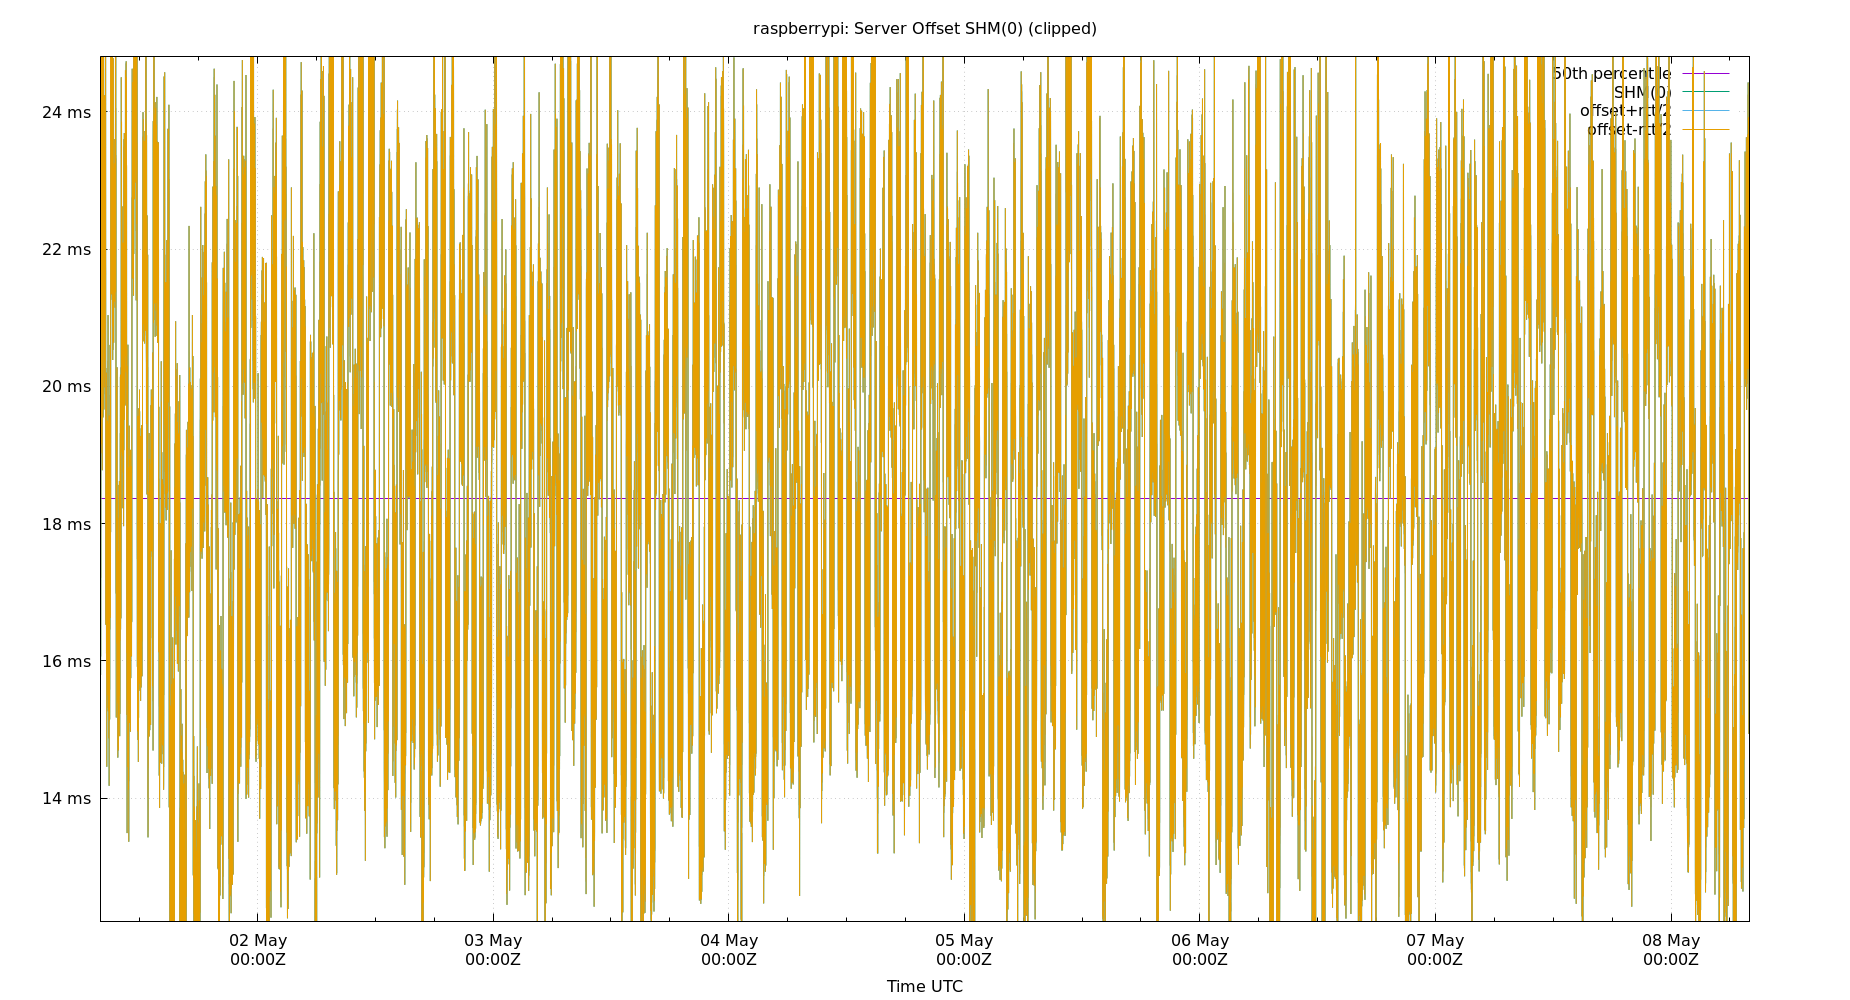 raspberrypi: Server Offset SHM(0) (clipped)
50th percentile
SHM(0)
offset+rtt/2
offset-rtt/2
24 ms
22 ms
20 ms
18 ms
16 ms
14 ms
02 May 03 May 04 May 05 May 06 May 07 May 08 May
00:00Z 00:00Z 00:00Z 00:00Z 00:00Z 00:00Z 00:00Z
Time UTC